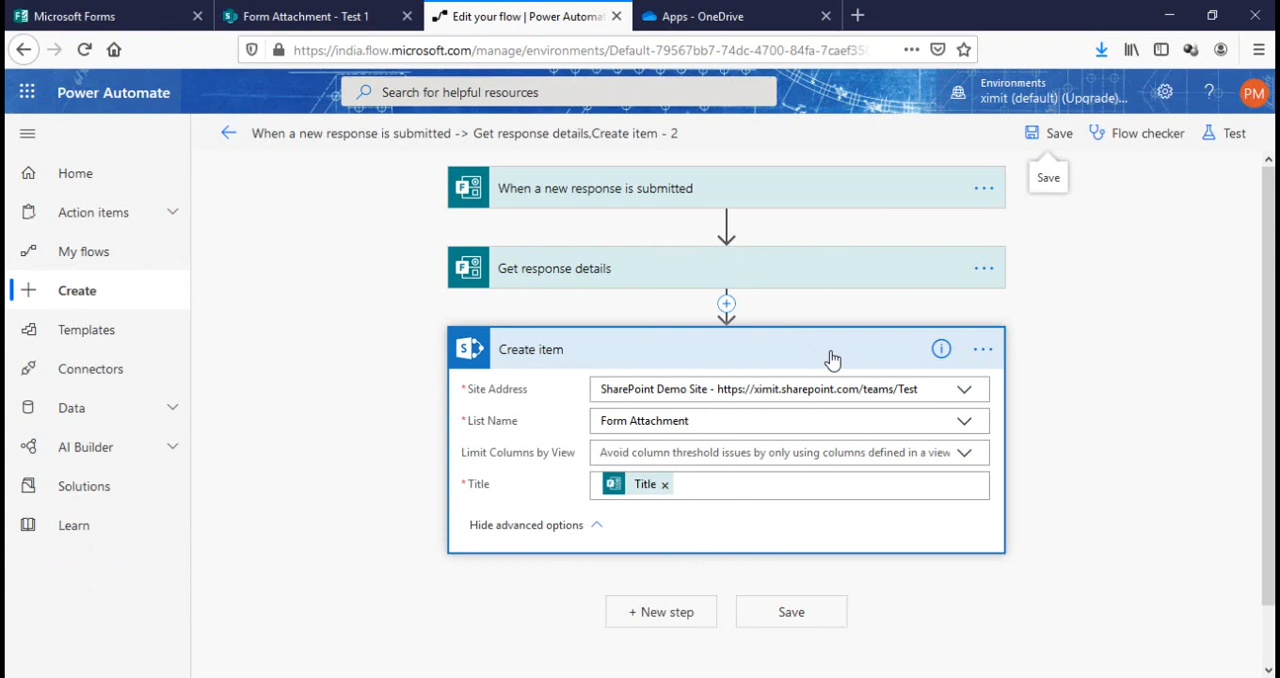 Microsoft Forms
Form Attachment - Test 1
Edit your flow | Power Automate
Apps - OneDrive
https://india.flow.microsoft.com/manage/environments/Default-79567bb7-74dc-4700-84fa-7caef35
Power Automate
Search for helpful resources
Environments
ximit (default) (Upgrade)...
PM
When a new response is submitted -> Get response details,Create item - 2
Save
Flow checker
Test
Save
Home
Action items
My flows
Create
Templates
Connectors
Data
AI Builder
Solutions
Learn
When a new response is submitted
Get response details
Create item
* Site Address
SharePoint Demo Site - https://ximit.sharepoint.com/teams/Test
* List Name
Form Attachment
Limit Columns by View
Avoid column threshold issues by only using columns defined in a view
* Title
Title ×
Hide advanced options
+ New step
Save